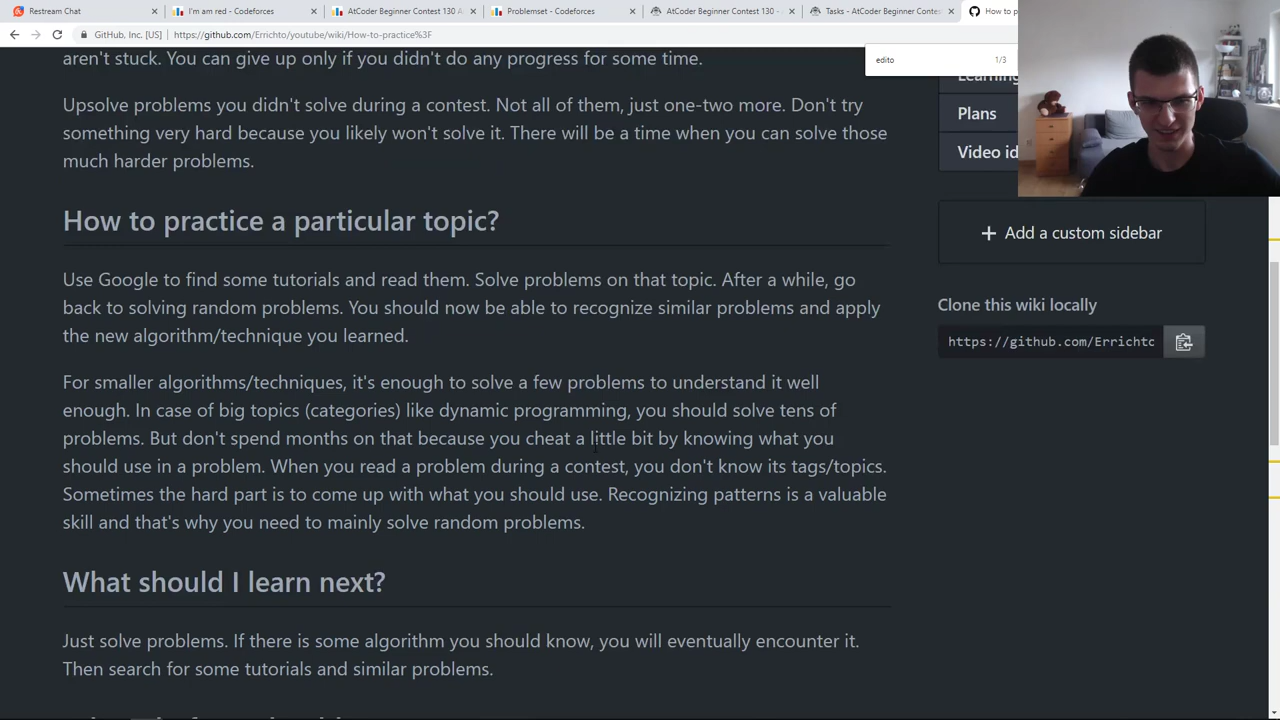 Restream Chat
I'm am red - Codeforces
AtCoder Beginner Contest 130 A
Problemset - Codeforces
AtCoder Beginner Contest 130 -
Tasks - AtCoder Beginner Contes
How to p
GitHub, Inc. [US] | https://github.com/Errichto/youtube/wiki/How-to-practice%3F
edito 1/3
aren't stuck. You can give up only if you didn't do any progress for some time.
Upsolve problems you didn't solve during a contest. Not all of them, just one-two more. Don't try
something very hard because you likely won't solve it. There will be a time when you can solve those
much harder problems.
How to practice a particular topic?
Use Google to find some tutorials and read them. Solve problems on that topic. After a while, go
back to solving random problems. You should now be able to recognize similar problems and apply
the new algorithm/technique you learned.
For smaller algorithms/techniques, it's enough to solve a few problems to understand it well
enough. In case of big topics (categories) like dynamic programming, you should solve tens of
problems. But don't spend months on that because you cheat a little bit by knowing what you
should use in a problem. When you read a problem during a contest, you don't know its tags/topics.
Sometimes the hard part is to come up with what you should use. Recognizing patterns is a valuable
skill and that's why you need to mainly solve random problems.
What should I learn next?
Just solve problems. If there is some algorithm you should know, you will eventually encounter it.
Then search for some tutorials and similar problems.
Learning
Plans
Video id
+ Add a custom sidebar
Clone this wiki locally
https://github.com/Errichtc